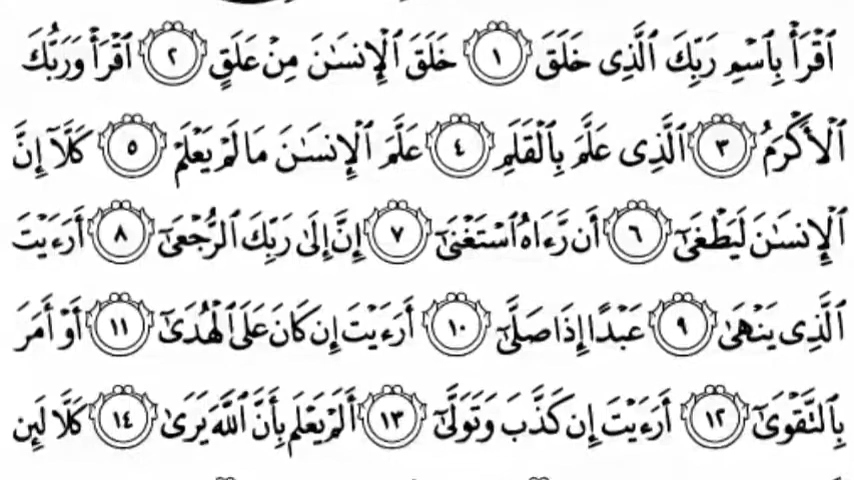 ٱقْرَأْ بِٱسْمِ رَبِّكَ ٱلَّذِى خَلَقَ ١ خَلَقَ ٱلْإِنسَٰنَ مِنْ عَلَقٍ ٢ ٱقْرَأْ وَرَبُّكَ
ٱلْأَكْرَمُ ٣ ٱلَّذِى عَلَّمَ بِٱلْقَلَمِ ٤ عَلَّمَ ٱلْإِنسَٰنَ مَا لَمْ يَعْلَمْ ٥ كَلَّآ إِنَّ
ٱلْإِنسَٰنَ لَيَطْغَىٰٓ ٦ أَن رَّءَاهُ ٱسْتَغْنَىٰٓ ٧ إِنَّ إِلَىٰ رَبِّكَ ٱلرُّجْعَىٰٓ ٨ أَرَءَيْتَ
ٱلَّذِى يَنْهَىٰ ٩ عَبْدًا إِذَا صَلَّىٰٓ ١٠ أَرَءَيْتَ إِن كَانَ عَلَى ٱلْهُدَىٰٓ ١١ أَوْ أَمَرَ
بِٱلتَّقْوَىٰٓ ١٢ أَرَءَيْتَ إِن كَذَّبَ وَتَوَلَّىٰٓ ١٣ أَلَمْ يَعْلَم بِأَنَّ ٱللَّهَ يَرَىٰ ١٤ كَلَّا لَئِن